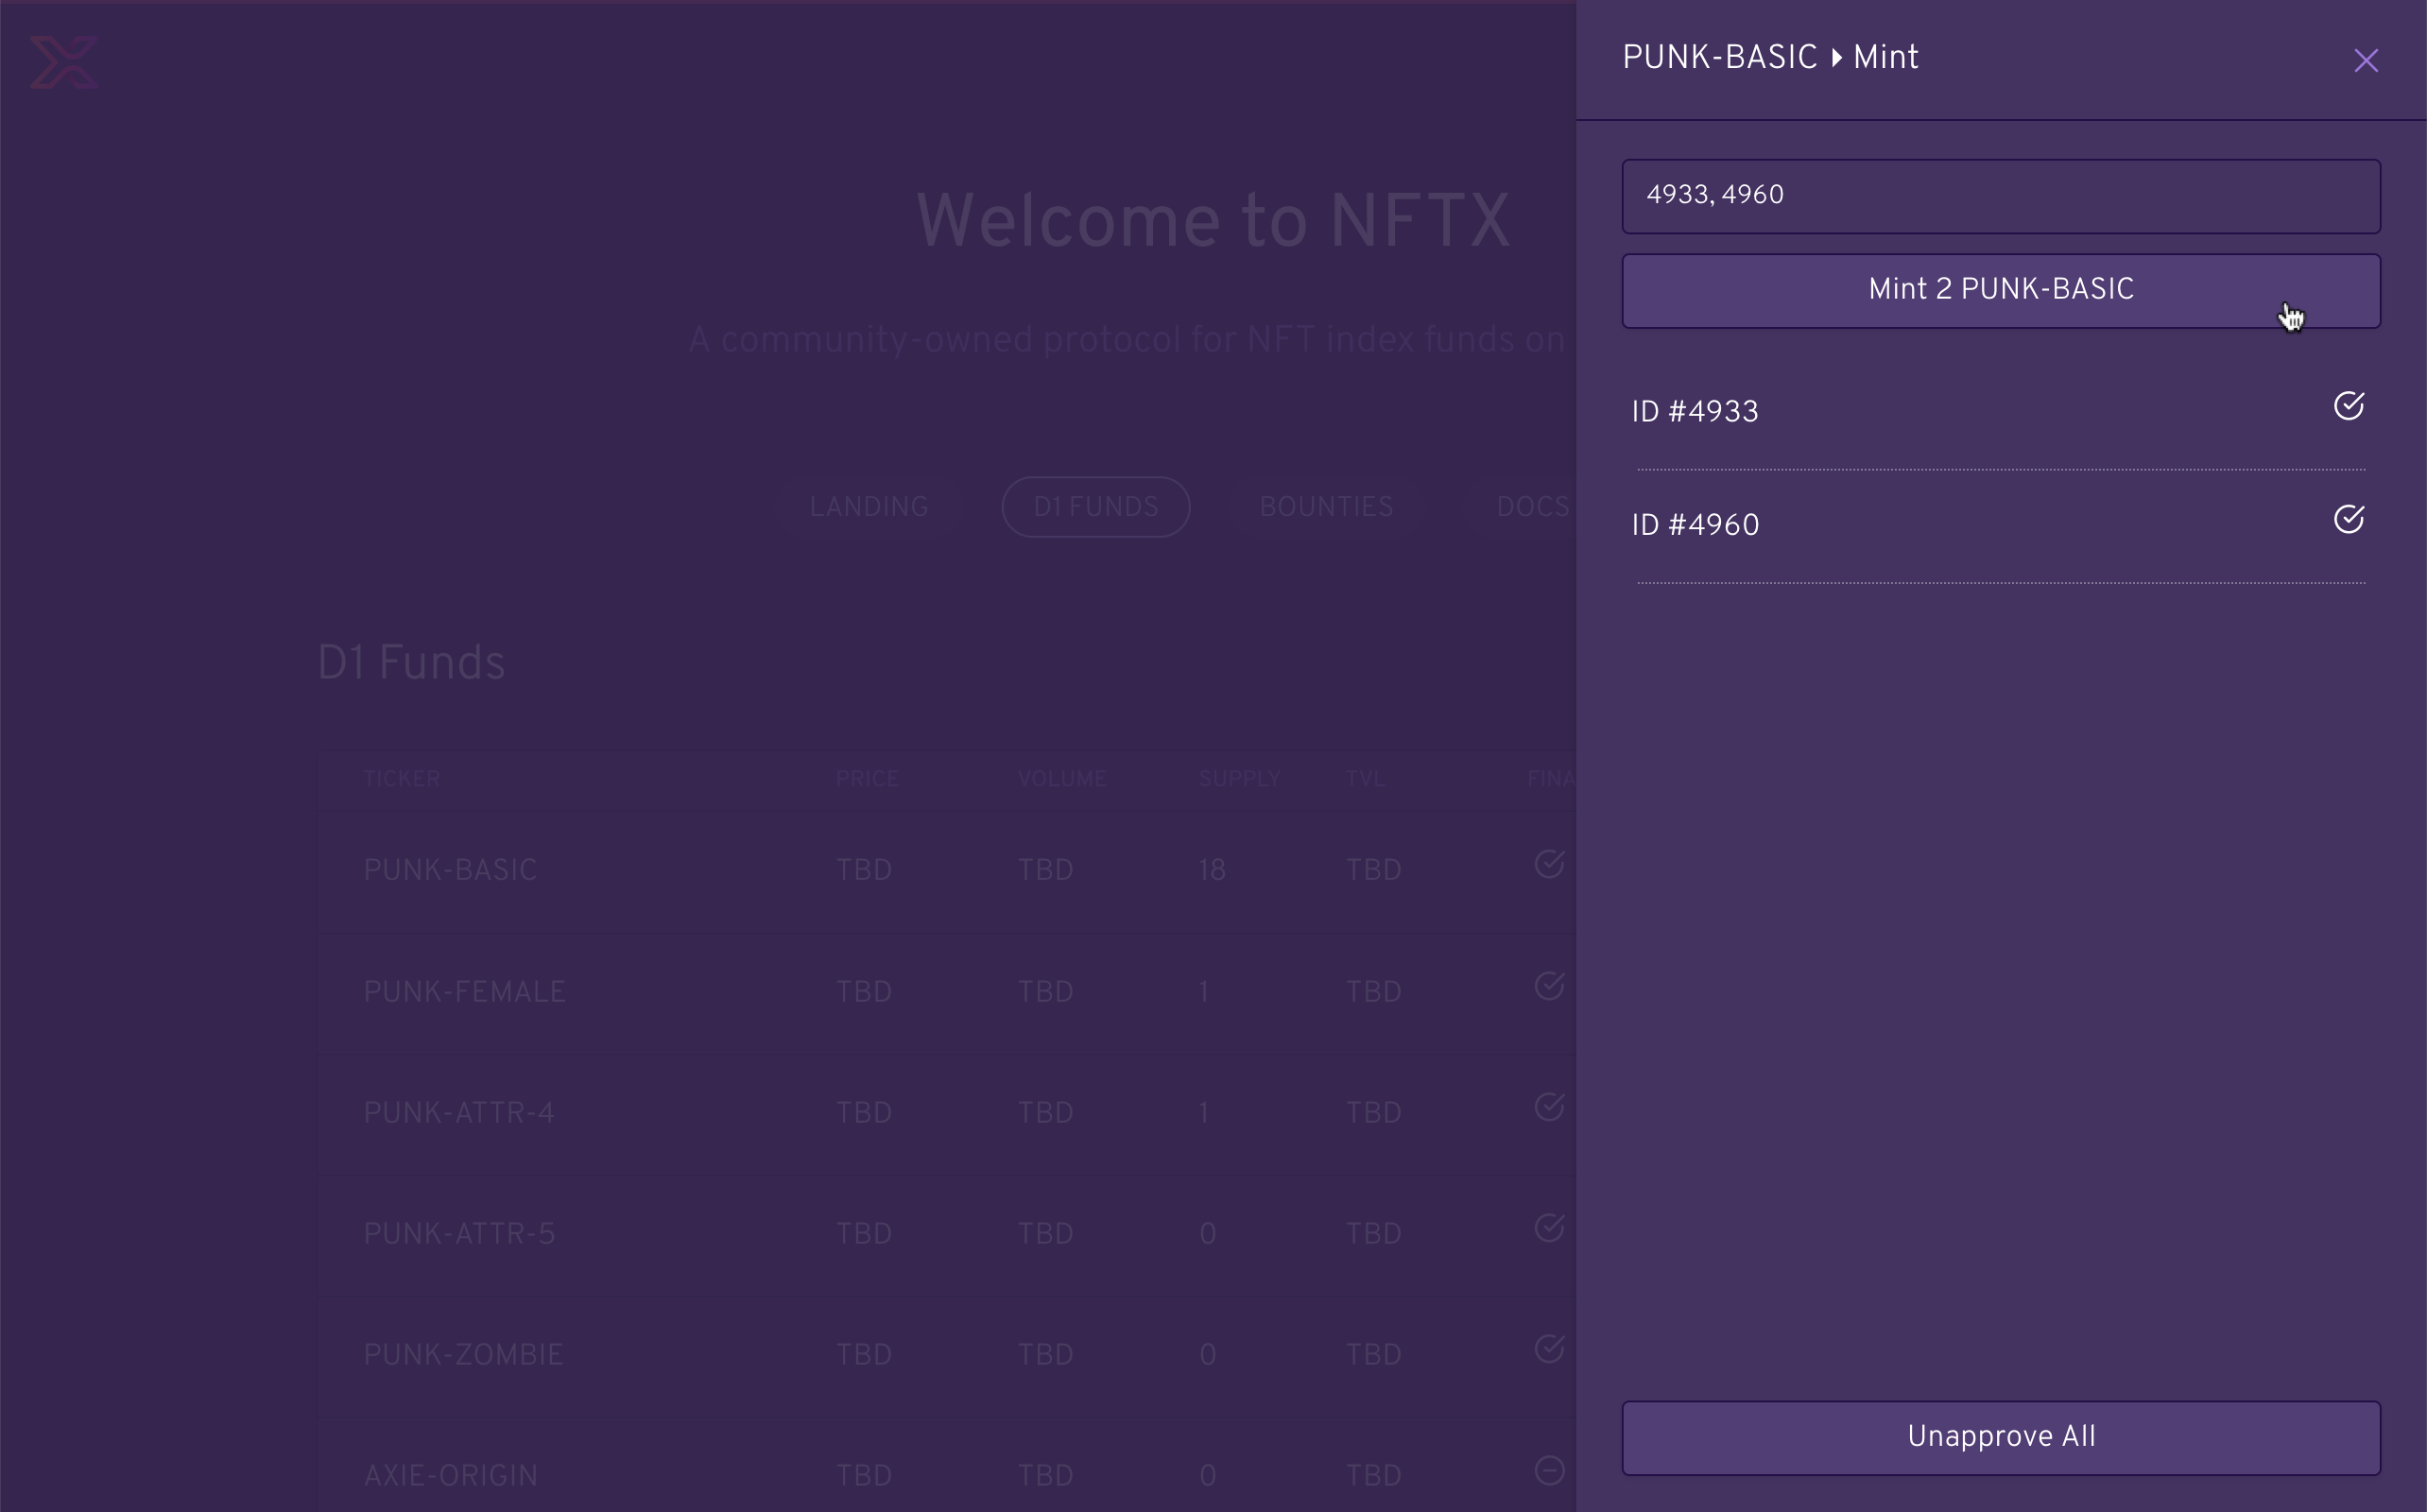 Welcome to NFTX
A community-owned protocol for NFT index funds on
LANDING D1 FUNDS BOUNTIES DOCS
D1 Funds
TICKER PRICE VOLUME SUPPLY TVL FINA
PUNK-BASIC TBD TBD 18 TBD
PUNK-FEMALE TBD TBD 1 TBD
PUNK-ATTR-4 TBD TBD 1 TBD
PUNK-ATTR-5 TBD TBD 0 TBD
PUNK-ZOMBIE TBD TBD 0 TBD
AXIE-ORIGIN TBD TBD 0 TBD
PUNK-BASIC Mint
4933, 4960
Mint 2 PUNK-BASIC
ID #4933
ID #4960
Unapprove All